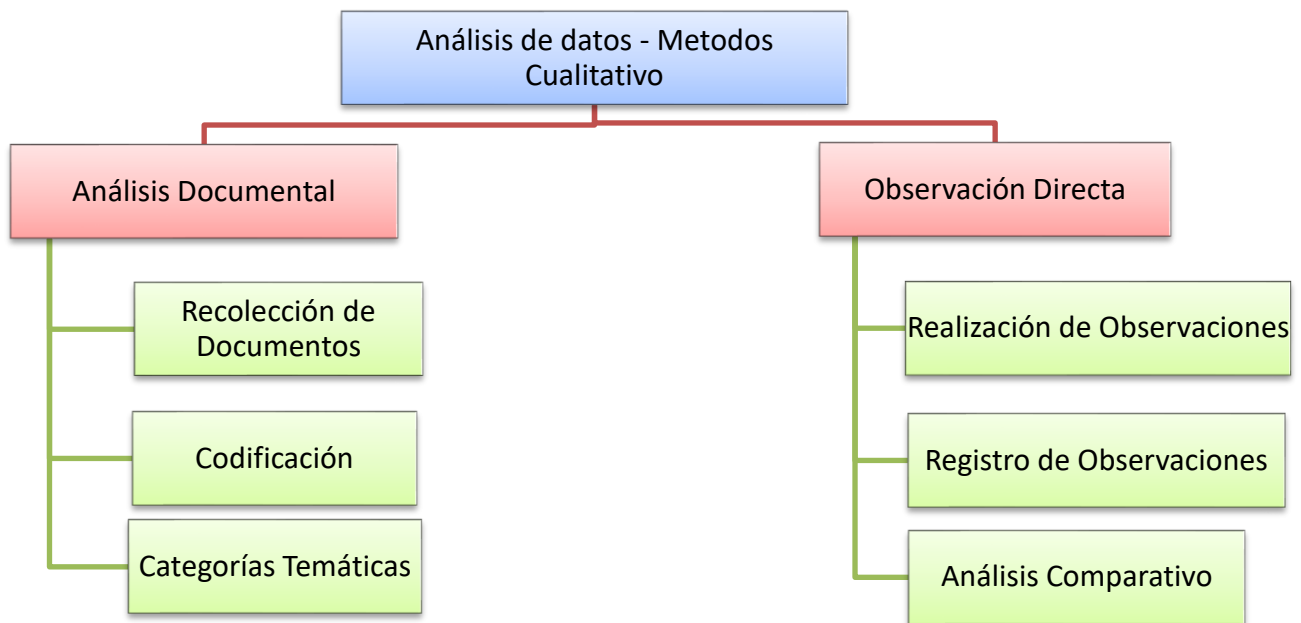 Análisis de datos - Metodos
Cualitativo
Análisis Documental
Recolección de
Documentos
Codificación
Categorías Temáticas
Observación Directa
Realización de Observaciones
Registro de Observaciones
Análisis Comparativo